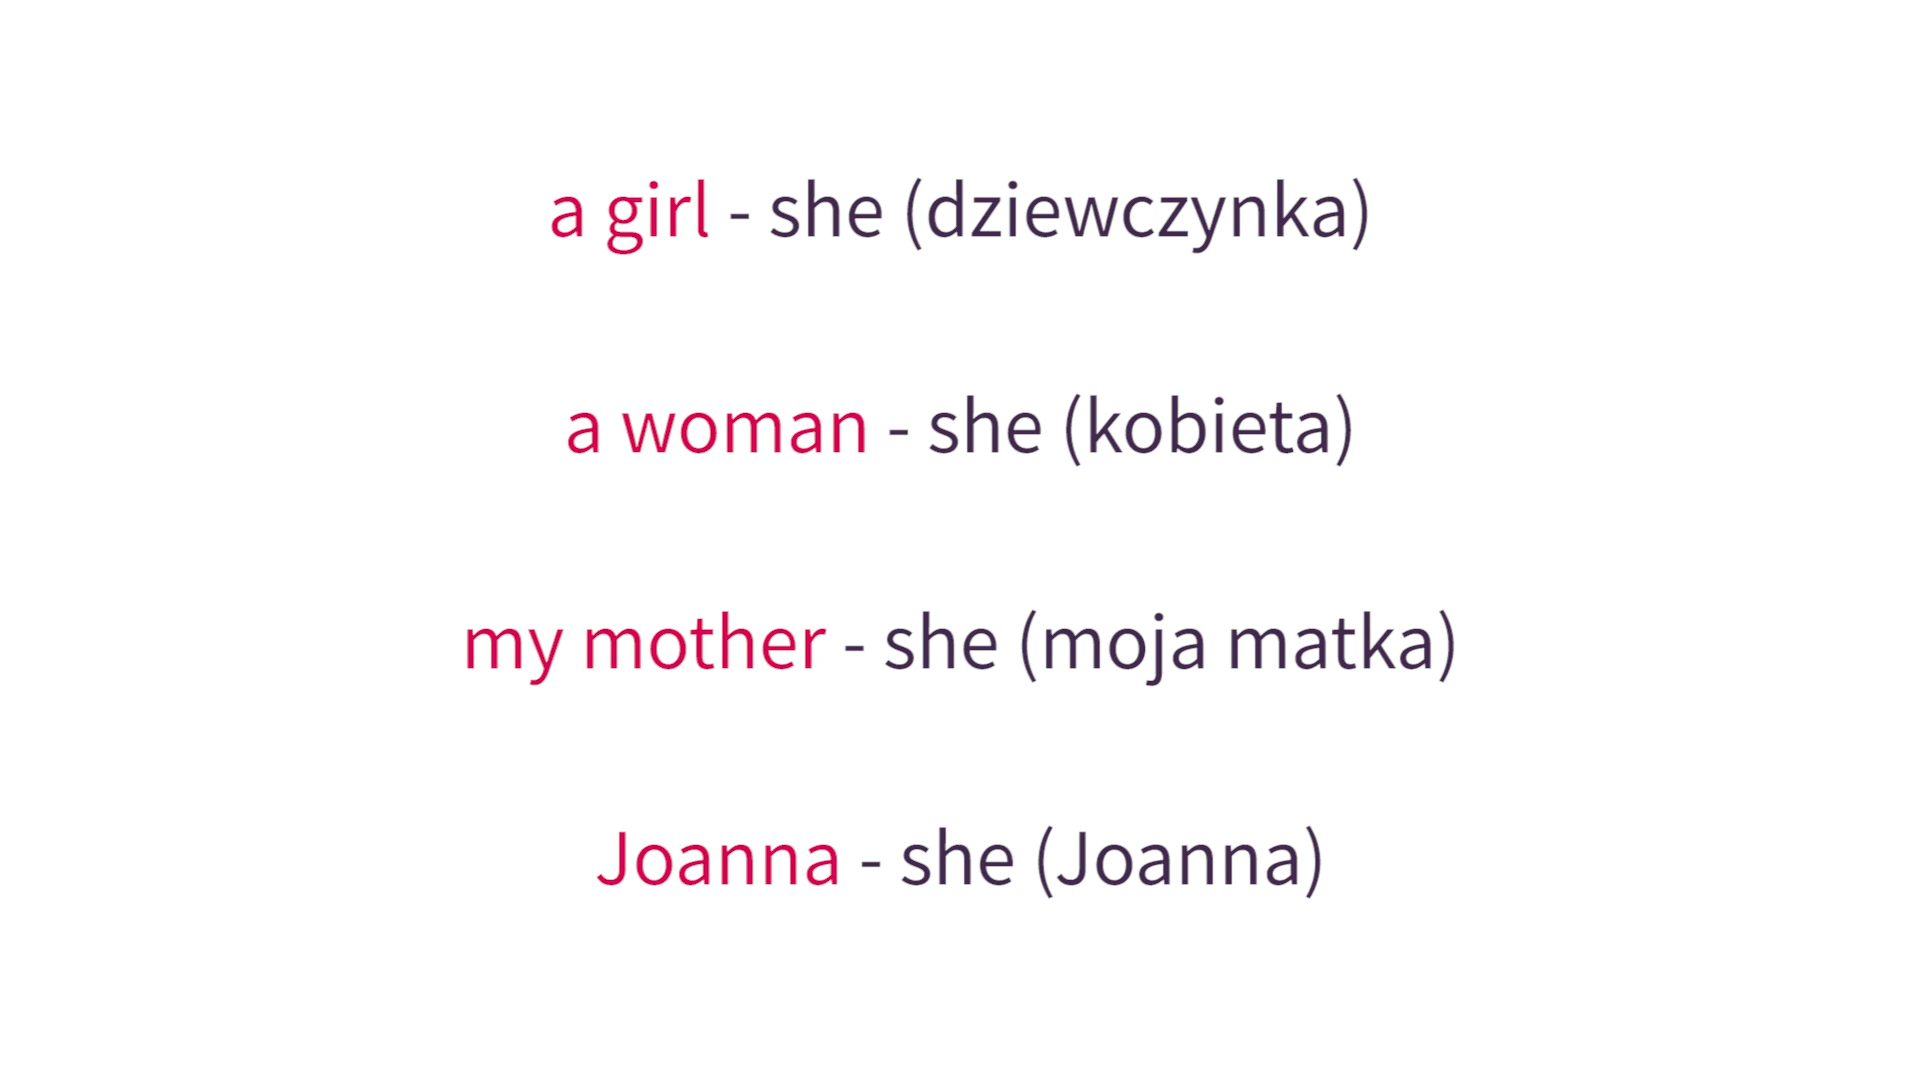 a girl - she (dziewczynka)
a woman - she (kobieta)
my mother - she (moja matka)
Joanna - she (Joanna)